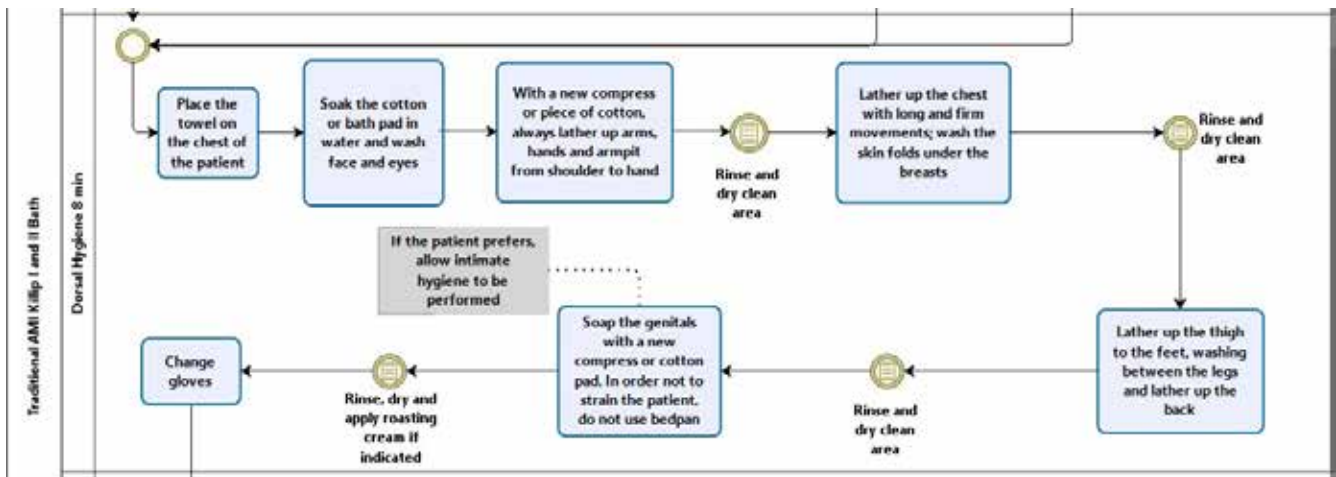 Traditional AMI Killip I and II Bath
Dorsal Hygiene 8 min
Place the
towel on
the chest of
the patient
Soak the cotton
or bath pad in
water and wash
face and eyes
With a new compress
or piece of cotton,
always lather up arms,
hands and armpit
from shoulder to hand
Rinse and
dry clean
area
Lather up the chest
with long and firm
movements; wash the
skin folds under the
breasts
Rinse and
dry clean
area
Lather up the thigh
to the feet, washing
between the legs
and lather up the
back
Rinse and
dry clean
area
If the patient prefers,
allow intimate
hygiene to be
performed
Soap the genitals
with a new
compress or cotton
pad. In order not to
strain the patient,
do not use bedpan
Rinse, dry and
apply roasting
cream if
indicated
Change
gloves